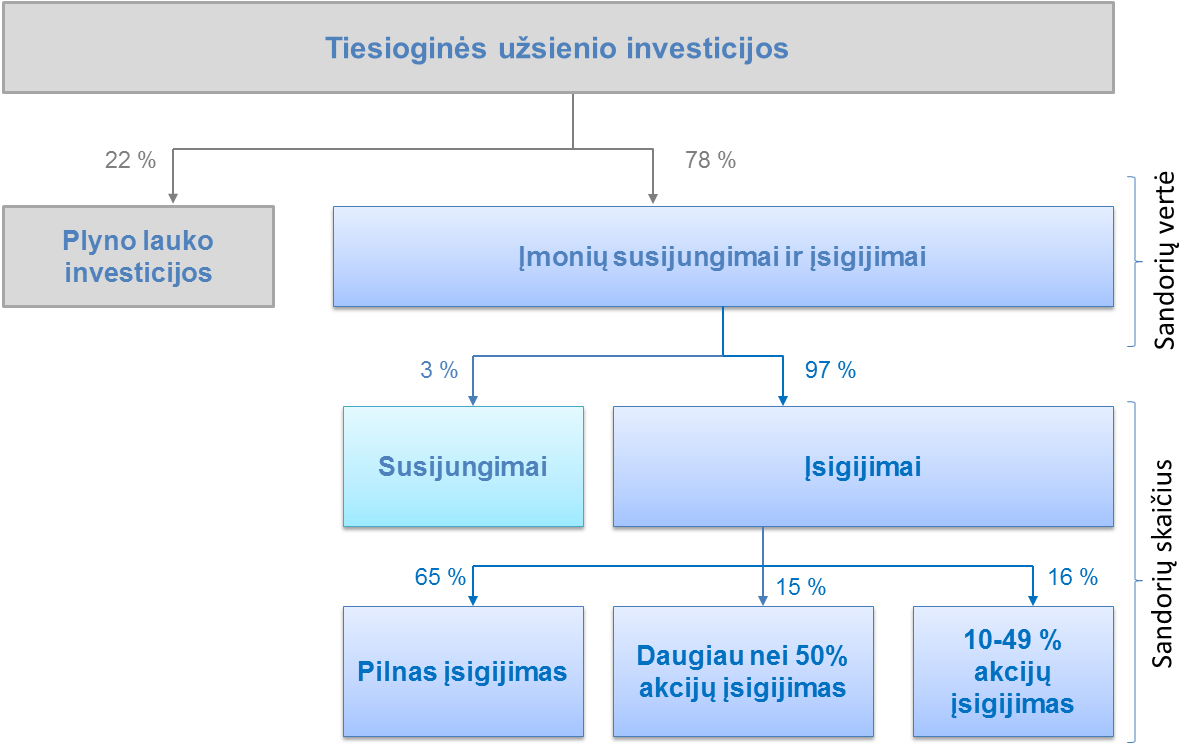 Tiesioginės užsienio investicijos
22 %
78 %
Plyno lauko
investicijos
Įmonių susijungimai ir įsigijimai
Sandorių vertė
3 %
97 %
Susijungimai
Įsigijimai
Sandorių skaičius
65 %
15 %
16 %
Pilnas įsigijimas
Daugiau nei 50%
akcijų įsigijimas
10-49 %
akcijų
įsigijimas